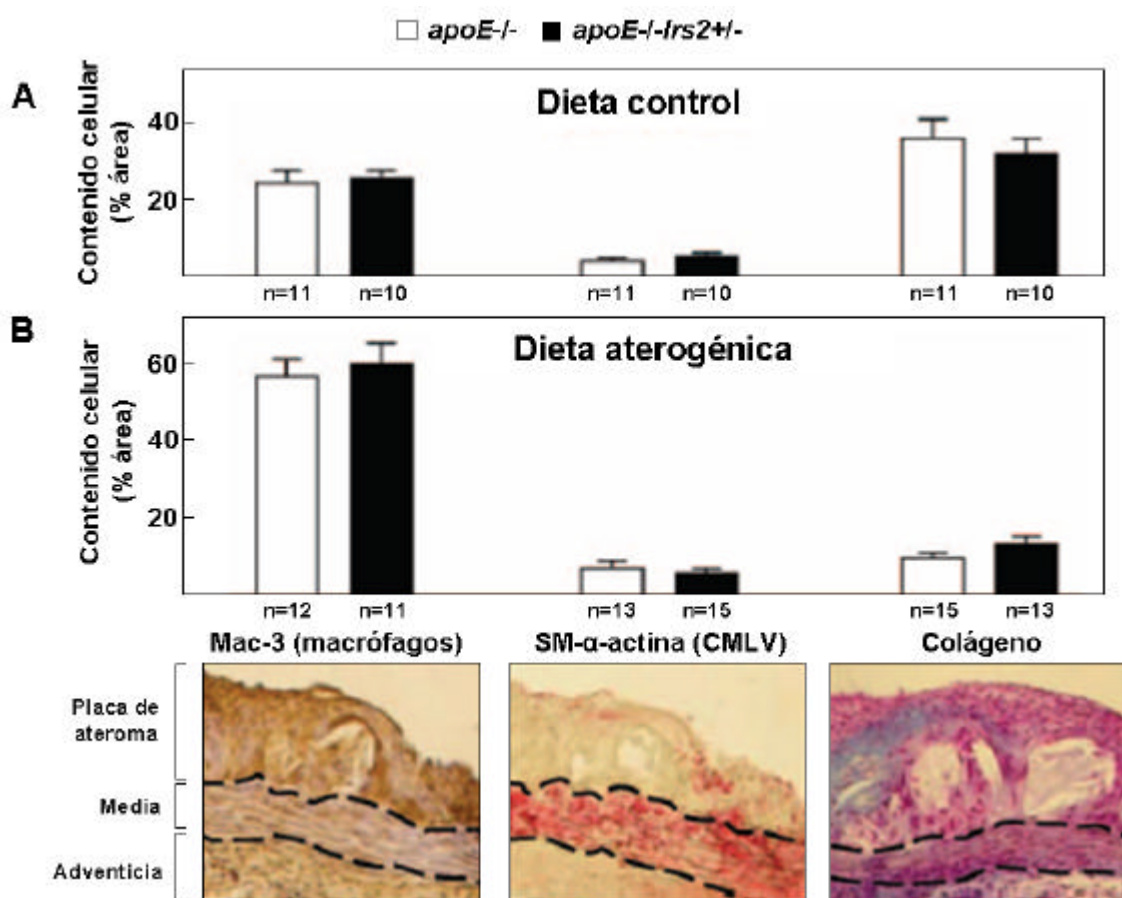 apoE-/- apoE-/-Irs2+/-
A
Dieta control
Contenido celular
(% área)
40
20
n=11 n=10 n=11 n=10 n=11 n=10
B
Dieta aterogénica
Contenido celular
(% área)
60
40
20
n=12 n=11 n=13 n=15 n=15 n=13
Mac-3 (macrófagos) SM-α-actina (CMLV) Colágeno
Placa de
ateroma
Media
Adventicia